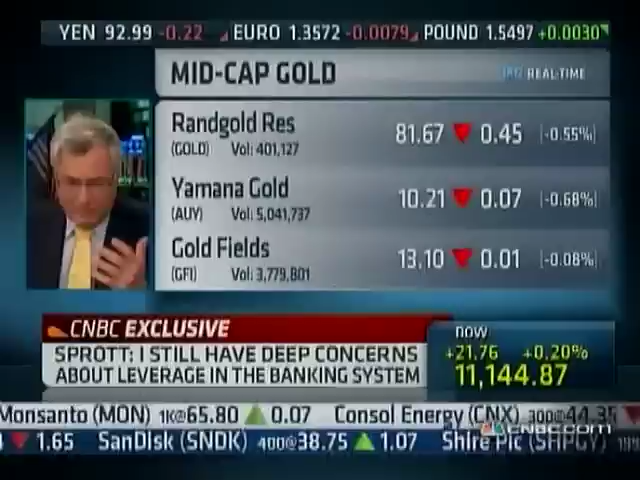 YEN 92.99 -0.22 EURO 1.3572 -0.0079 POUND 1.5497 +0.0030
MID-CAP GOLD
REAL-TIME
Randgold Res 81.67 0.45 [-0.55%]
(GOLD) Vol: 401,127
Yamana Gold 10.21 0.07 [-0.68%]
(AUY) Vol: 5,041,737
Gold Fields 13.10 0.01 [-0.08%]
(GFI) Vol: 3,779,801
CNBC EXCLUSIVE
SPROTT: I STILL HAVE DEEP CONCERNS
ABOUT LEVERAGE IN THE BANKING SYSTEM
now
+21.76 +0.20%
11,144.87
Monsanto (MON) 1K@65.80 0.07 Consol Energy (CNX) 300@44.35
1.65 SanDisk (SNDK) 400@38.75 1.07 Shire Plc (SHPGY)
CNBC.com